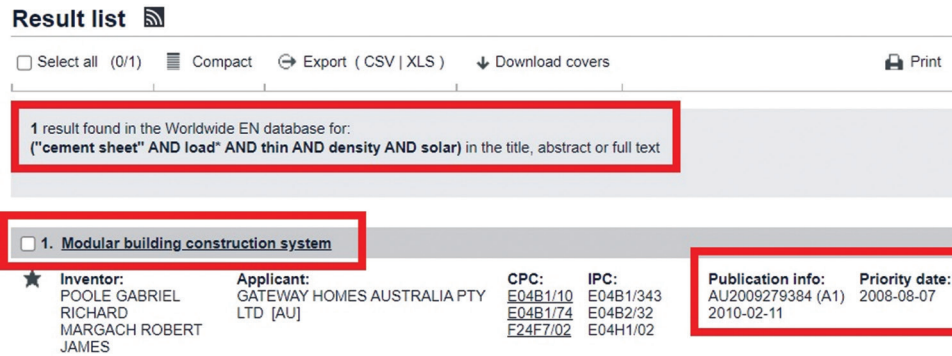 Result list
Select all (0/1) Compact Export ( CSV | XLS ) Download covers Print
1 result found in the Worldwide EN database for:
("cement sheet" AND load* AND thin AND density AND solar) in the title, abstract or full text
1. Modular building construction system
Inventor: Applicant: CPC: IPC: Publication info: Priority date:
POOLE GABRIEL GATEWAY HOMES AUSTRALIA PTY E04B1/10 E04B1/343 AU2009279384 (A1) 2008-08-07
RICHARD LTD [AU] E04B1/74 E04B2/32 2010-02-11
MARGACH ROBERT F24F7/02 E04H1/02
JAMES